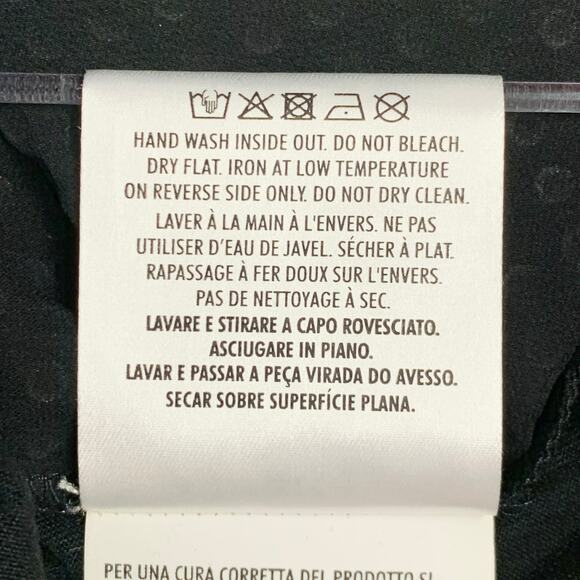 HAND WASH INSIDE OUT. DO NOT BLEACH.
DRY FLAT. IRON AT LOW TEMPERATURE
ON REVERSE SIDE ONLY. DO NOT DRY CLEAN.
LAVER À LA MAIN À L'ENVERS. NE PAS
UTILISER D'EAU DE JAVEL. SÉCHER À PLAT.
RAPASSAGE À FER DOUX SUR L'ENVERS.
PAS DE NETTOYAGE À SEC.
LAVARE E STIRARE A CAPO ROVESCIATO.
ASCIUGARE IN PIANO.
LAVAR E PASSAR A PEÇA VIRADA DO AVESSO.
SECAR SOBRE SUPERFÍCIE PLANA.
PER UNA CURA CORRETTA DEL PRODOTTO SI